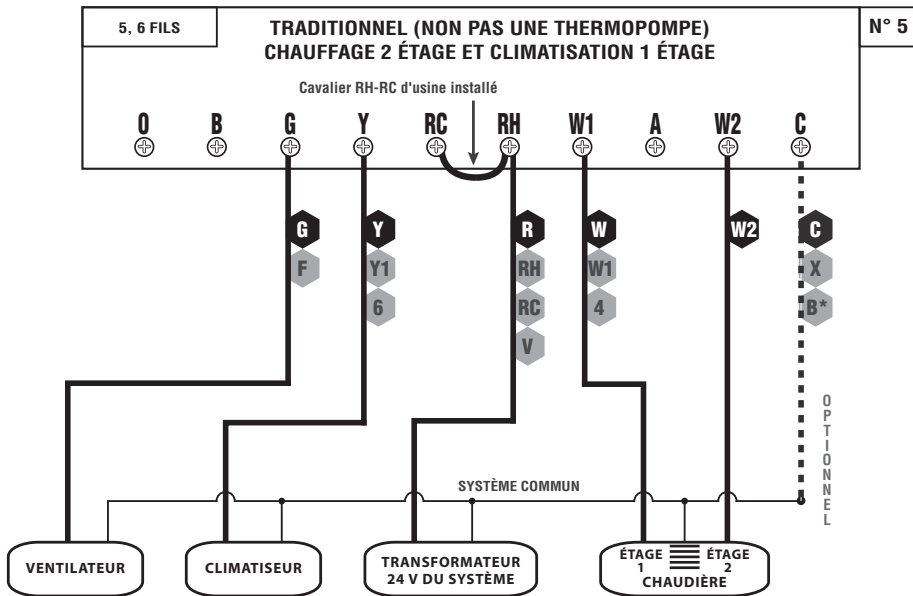 5, 6 FILS
TRADITIONNEL (NON PAS UNE THERMOPOMPE)
CHAUFFAGE 2 ÉTAGE ET CLIMATISATION 1 ÉTAGE
N° 5
Cavalier RH-RC d'usine installé
O B G Y RC RH W1 A W2 C
G Y R W W2 C
F Y1 RH W1 X
6 RC 4 B*
V
OPTIONNEL
SYSTÈME COMMUN
VENTILATEUR
CLIMATISEUR
TRANSFORMATEUR
24 V DU SYSTÈME
ÉTAGE
1
ÉTAGE
2
CHAUDIÈRE